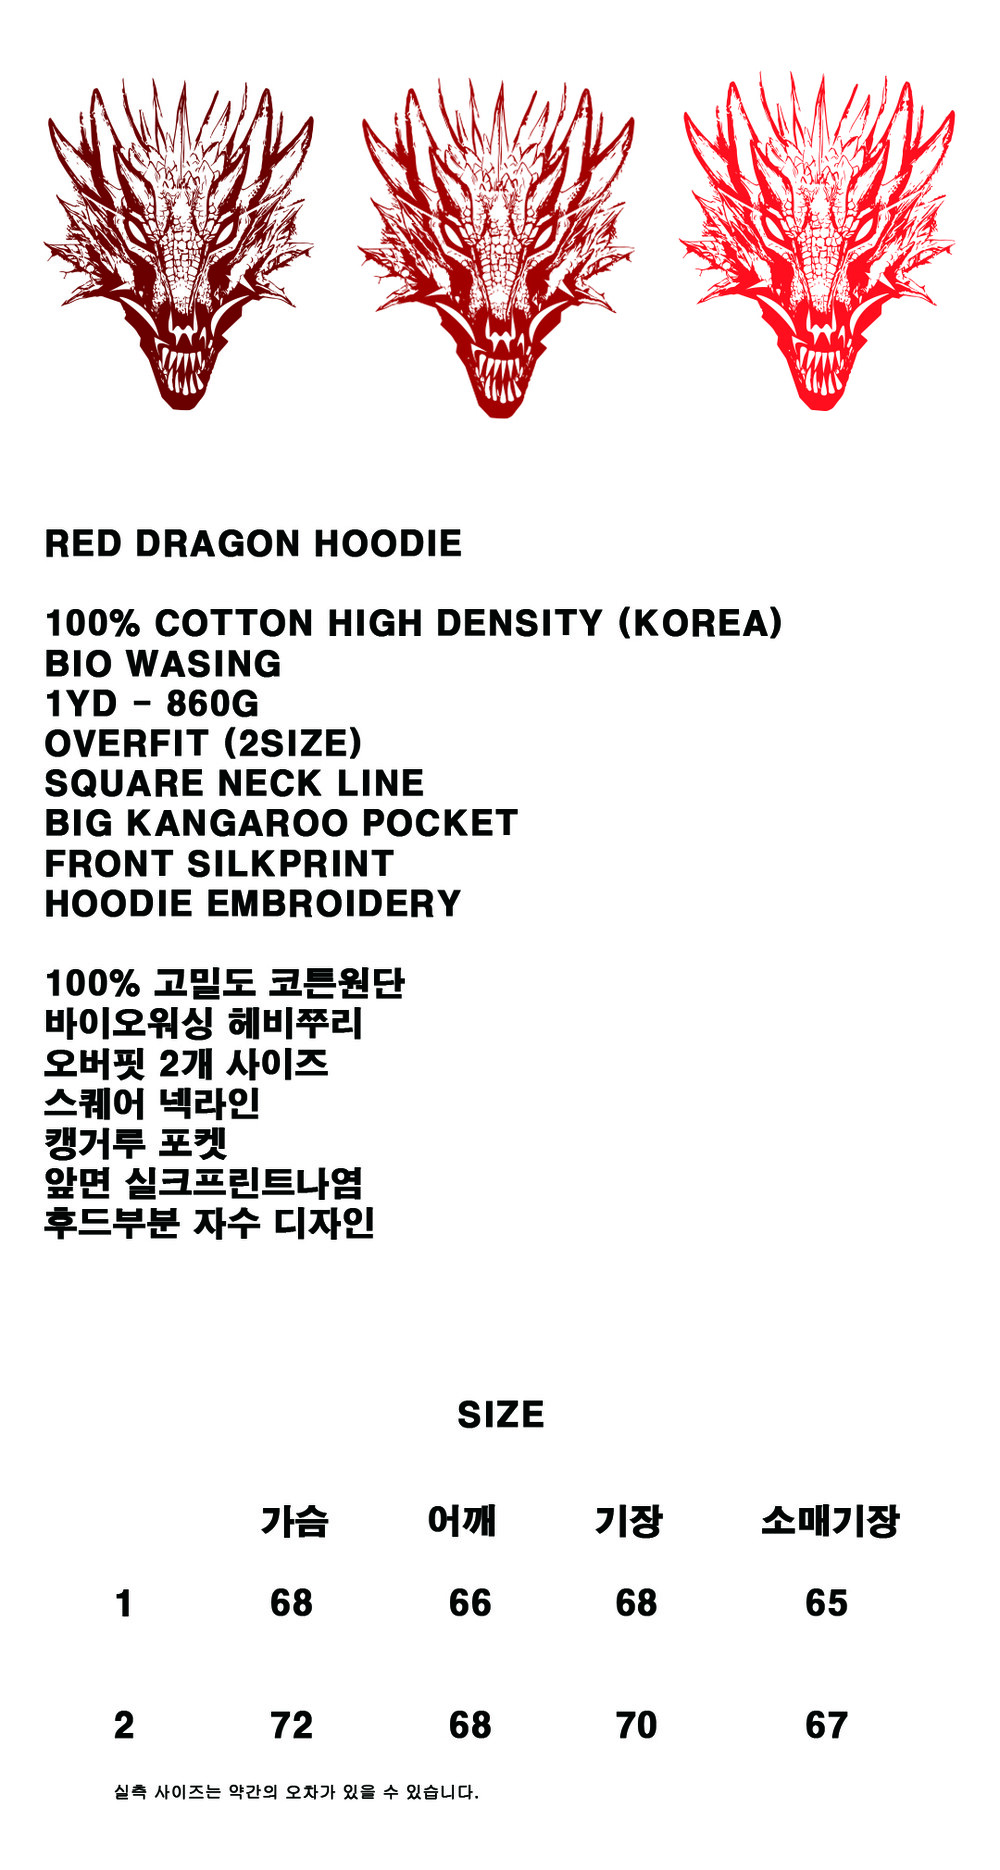 RED DRAGON HOODIE
100% COTTON HIGH DENSITY (KOREA)
BIO WASING
1YD - 860G
OVERFIT (2SIZE)
SQUARE NECK LINE
BIG KANGAROO POCKET
FRONT SILKPRINT
HOODIE EMBROIDERY
100% 고밀도 코튼원단
바이오워싱 헤비쭈리
오버핏 2개 사이즈
스퀘어 넥라인
캥거루 포켓
앞면 실크프린트나염
후드부분 자수 디자인
SIZE
가슴 어깨 기장 소매기장
1 68 66 68 65
2 72 68 70 67
실측 사이즈는 약간의 오차가 있을 수 있습니다.